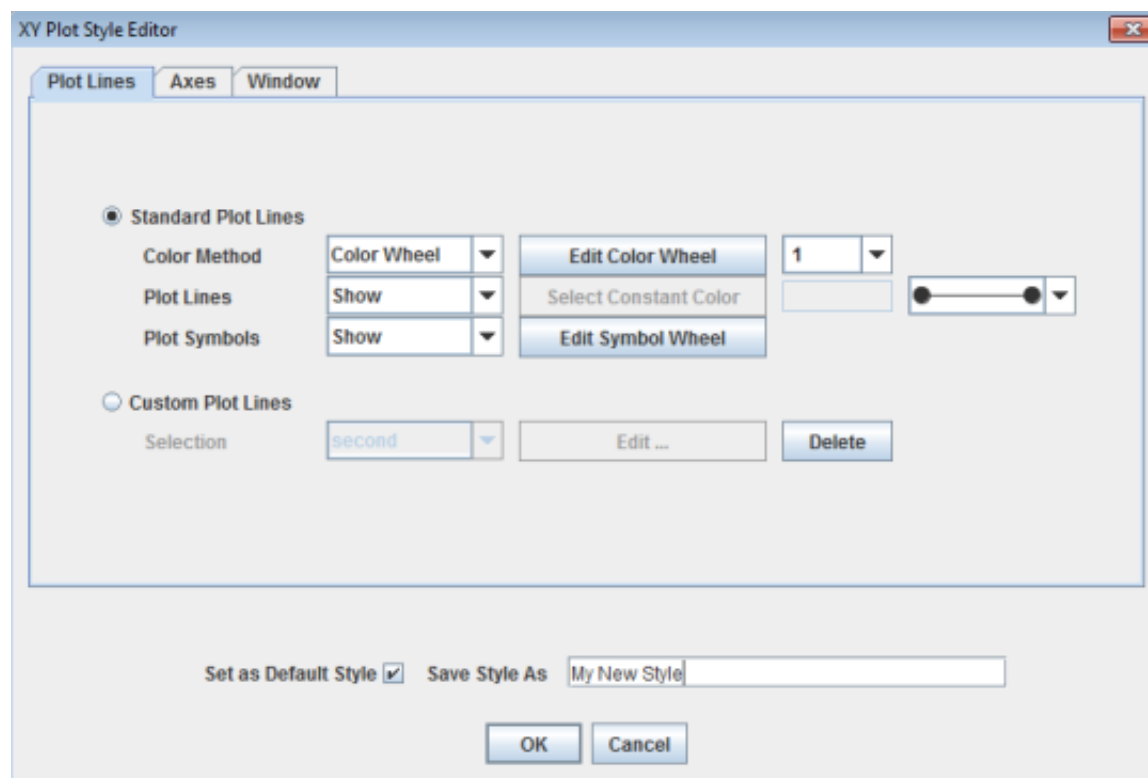 XY Plot Style Editor
Plot Lines Axes Window
Standard Plot Lines
Color Method Color Wheel Edit Color Wheel 1
Plot Lines Show Select Constant Color
Plot Symbols Show Edit Symbol Wheel
Custom Plot Lines
Selection second Edit ... Delete
Set as Default Style Save Style As My New Style
OK Cancel